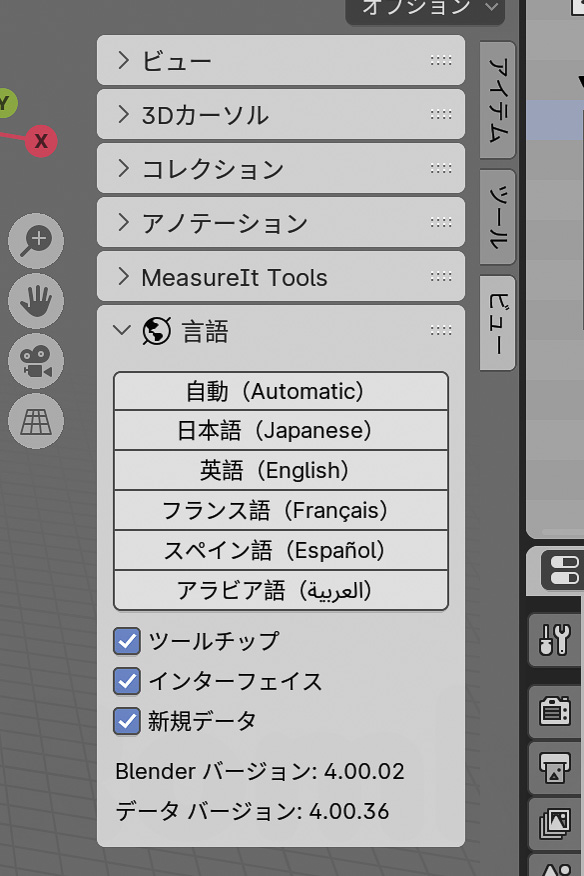 オプション
Y
X
ビュー
3Dカーソル
コレクション
アノテーション
MeasureIt Tools
言語
自動（Automatic）
日本語（Japanese）
英語（English）
フランス語（Français）
スペイン語（Español）
アラビア語（العربية）
ツールチップ
インターフェイス
新規データ
Blender バージョン: 4.00.02
データ バージョン: 4.00.36
アイテム
ツール
ビュー